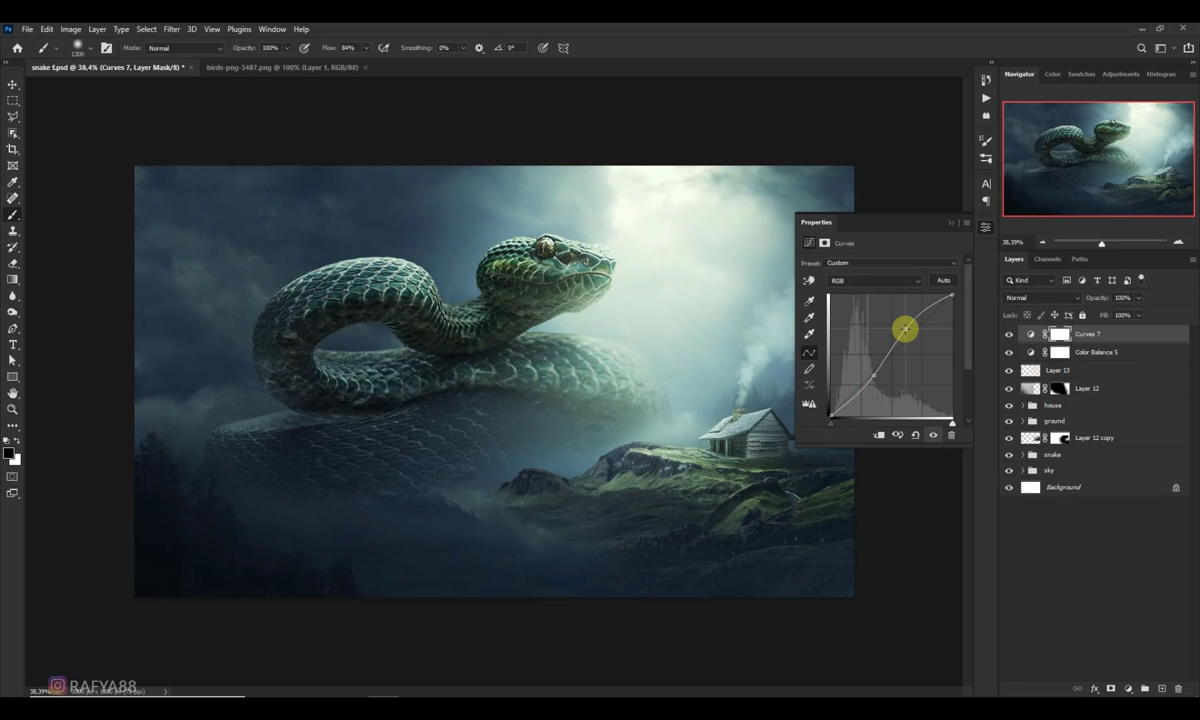 Ps File Edit Image Layer Type Select Filter 3D View Plugins Window Help
1300 Mode: Normal Opacity: 100% Flow: 84% Smoothing: 0% 0°
snake f.psd @ 38,4% (Curves 7, Layer Mask/8) * × birds-png-3487.png @ 100% (Layer 1, RGB/8#) ×
Navigator Color Swatches Adjustments Histogram
38,39%
Properties
Curves
Preset: Custom
RGB Auto
Layers Channels Paths
Kind
Normal Opacity: 100%
Lock: Fill: 100%
Curves 7
Color Balance 5
Layer 13
Layer 12
house
ground
Layer 12 copy
snake
sky
Background
RAFYA88
38,39%